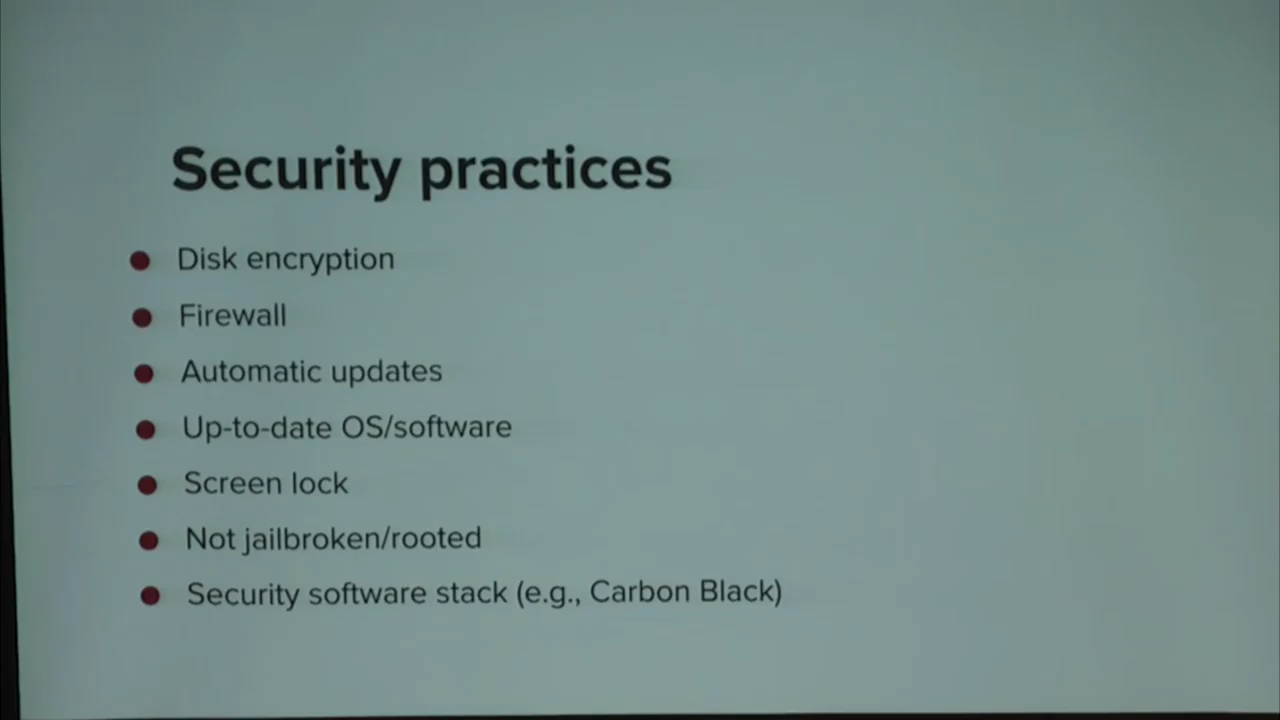 Security practices
Disk encryption
Firewall
Automatic updates
Up-to-date OS/software
Screen lock
Not jailbroken/rooted
Security software stack (e.g., Carbon Black)